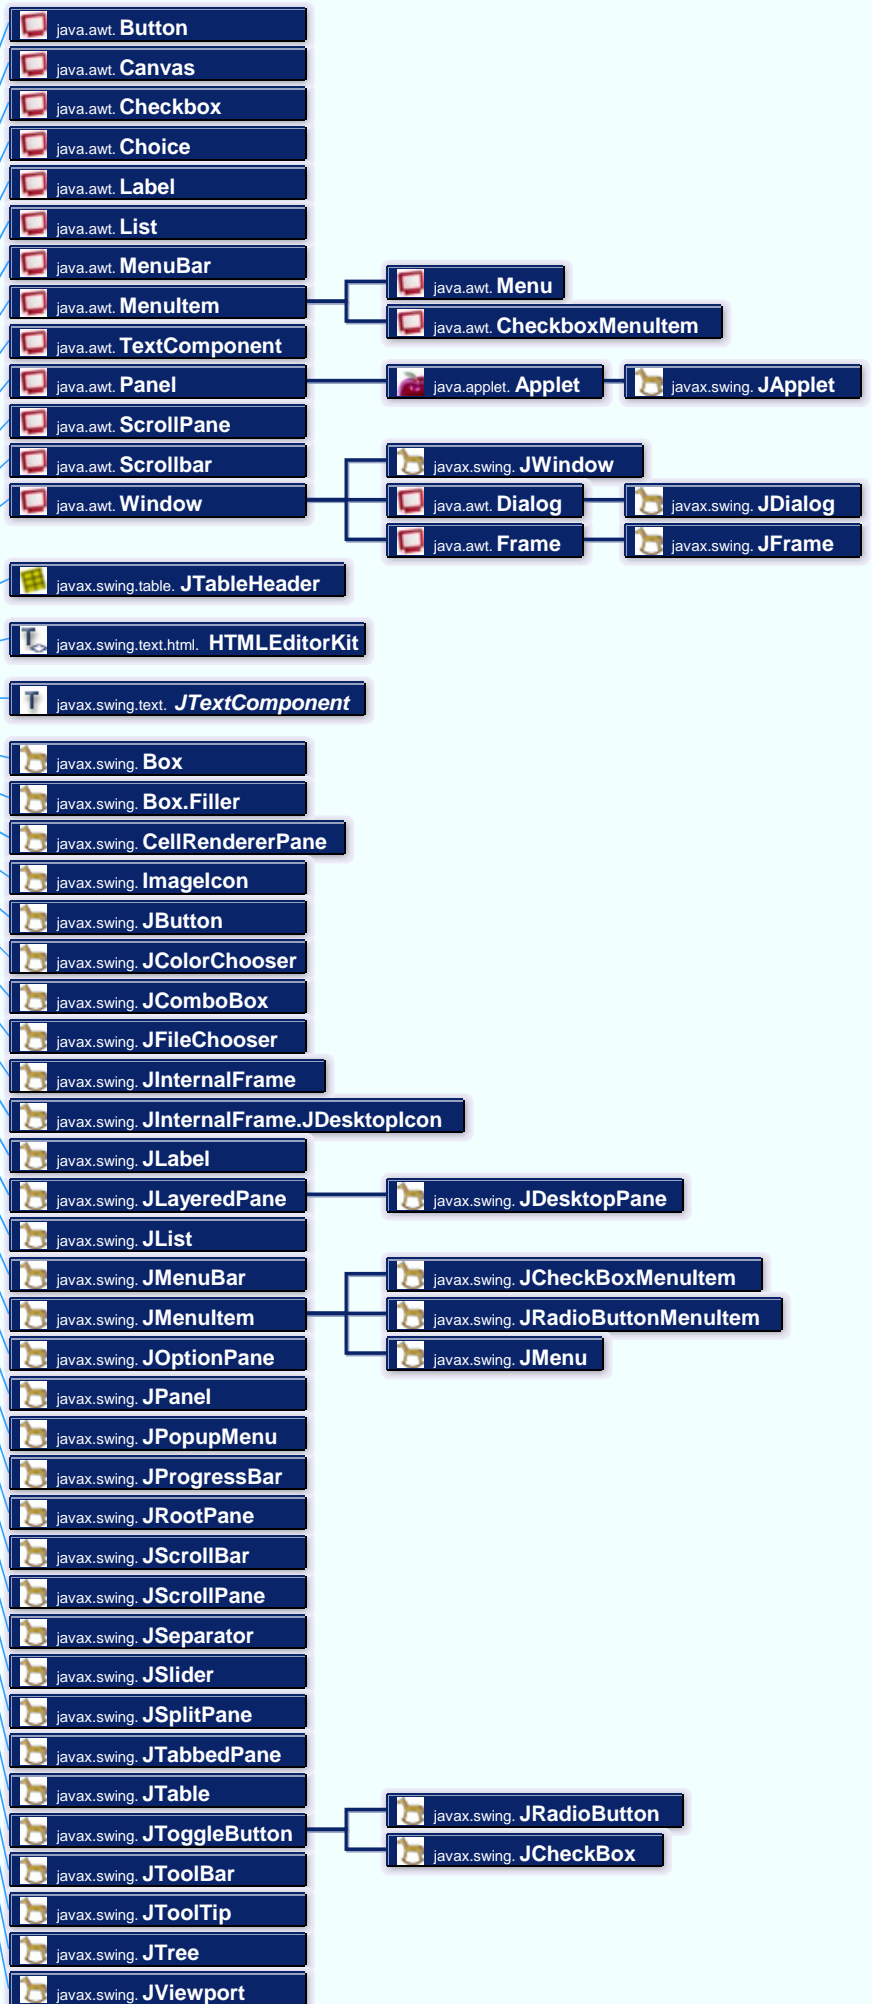 java.awt. Button
java.awt. Canvas
java.awt. Checkbox
java.awt. Choice
java.awt. Label
java.awt. List
java.awt. MenuBar
java.awt. Menu
java.awt. MenuItem
java.awt. CheckboxMenuItem
java.awt. TextComponent
java.awt. Panel
java.applet. Applet
javax.swing. JApplet
java.awt. ScrollPane
java.awt. Scrollbar
javax.swing. JWindow
java.awt. Window
java.awt. Dialog
javax.swing. JDialog
java.awt. Frame
javax.swing. JFrame
javax.swing.table. JTableHeader
javax.swing.text.html. HTMLEditorKit
javax.swing.text. JTextComponent
javax.swing. Box
javax.swing. Box.Filler
javax.swing. CellRendererPane
javax.swing. ImageIcon
javax.swing. JButton
javax.swing. JColorChooser
javax.swing. JComboBox
javax.swing. JFileChooser
javax.swing. JInternalFrame
javax.swing. JInternalFrame.JDesktopIcon
javax.swing. JLabel
javax.swing. JLayeredPane
javax.swing. JDesktopPane
javax.swing. JList
javax.swing. JMenuBar
javax.swing. JCheckBoxMenuItem
javax.swing. JMenuItem
javax.swing. JRadioButtonMenuItem
javax.swing. JOptionPane
javax.swing. JMenu
javax.swing. JPanel
javax.swing. JPopupMenu
javax.swing. JProgressBar
javax.swing. JRootPane
javax.swing. JScrollBar
javax.swing. JScrollPane
javax.swing. JSeparator
javax.swing. JSlider
javax.swing. JSplitPane
javax.swing. JTabbedPane
javax.swing. JTable
javax.swing. JRadioButton
javax.swing. JToggleButton
javax.swing. JCheckBox
javax.swing. JToolBar
javax.swing. JToolTip
javax.swing. JTree
javax.swing. JViewport